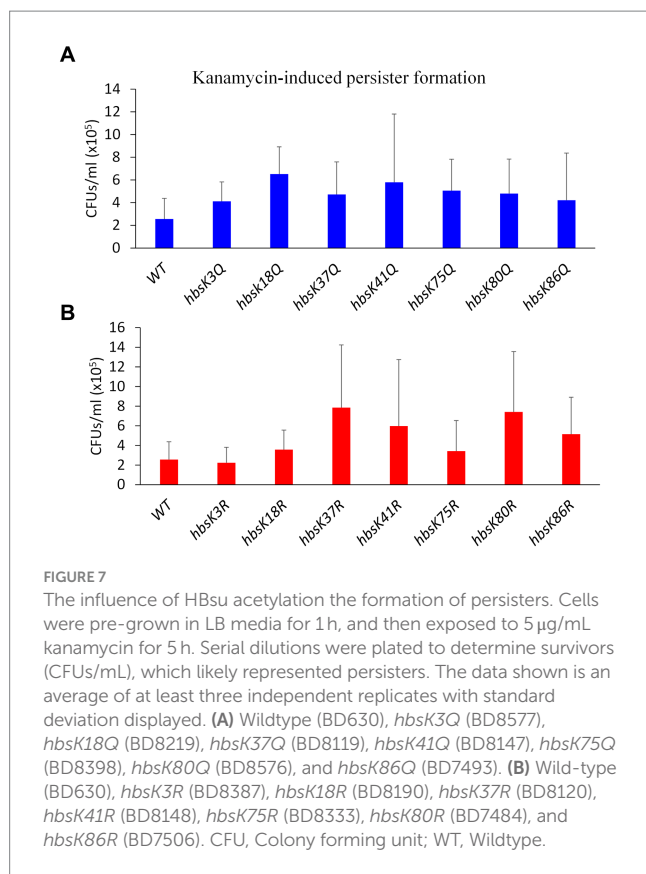 A
Kanamycin-induced persister formation
CFUs/ml (x10⁵)
14
12
10
8
6
4
2
0
WT
hbsK3Q
hbsk18Q
hbsK37Q
hbsK41Q
hbsK75Q
hbsK80Q
hbsK86Q
B
CFUs/ml (x10⁵)
16
14
12
10
8
6
4
2
0
WT
hbsK3R
hbsK18R
hbsK37R
hbsK41R
hbsK75R
hbsK80R
hbsK86R
FIGURE 7
The influence of HBsu acetylation the formation of persisters. Cells
were pre-grown in LB media for 1 h, and then exposed to 5 μg/mL
kanamycin for 5 h. Serial dilutions were plated to determine survivors
(CFUs/mL), which likely represented persisters. The data shown is an
average of at least three independent replicates with standard
deviation displayed. (A) Wildtype (BD630), hbsK3Q (BD8577),
hbsK18Q (BD8219), hbsK37Q (BD8119), hbsK41Q (BD8147), hbsK75Q
(BD8398), hbsK80Q (BD8576), and hbsK86Q (BD7493). (B) Wild-type
(BD630), hbsK3R (BD8387), hbsK18R (BD8190), hbsK37R (BD8120),
hbsK41R (BD8148), hbsK75R (BD8333), hbsK80R (BD7484), and
hbsK86R (BD7506). CFU, Colony forming unit; WT, Wildtype.